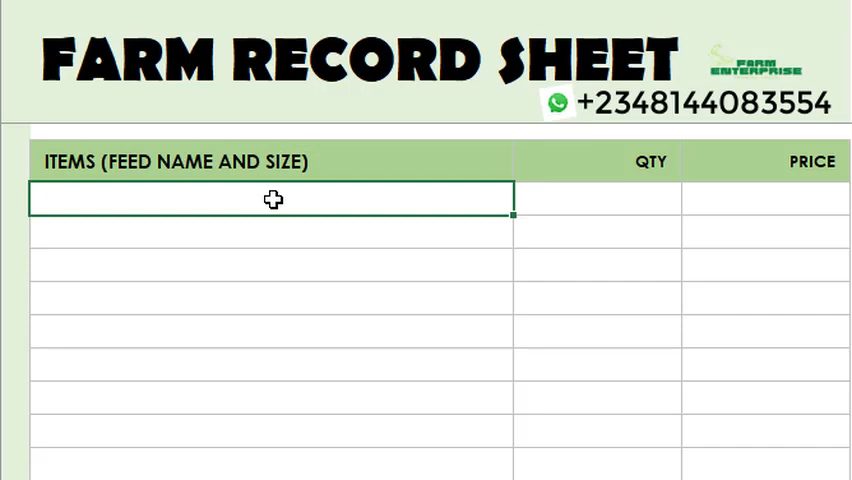 FARM RECORD SHEET
FARM
ENTERPRISE
+2348144083554
ITEMS (FEED NAME AND SIZE) QTY PRICE